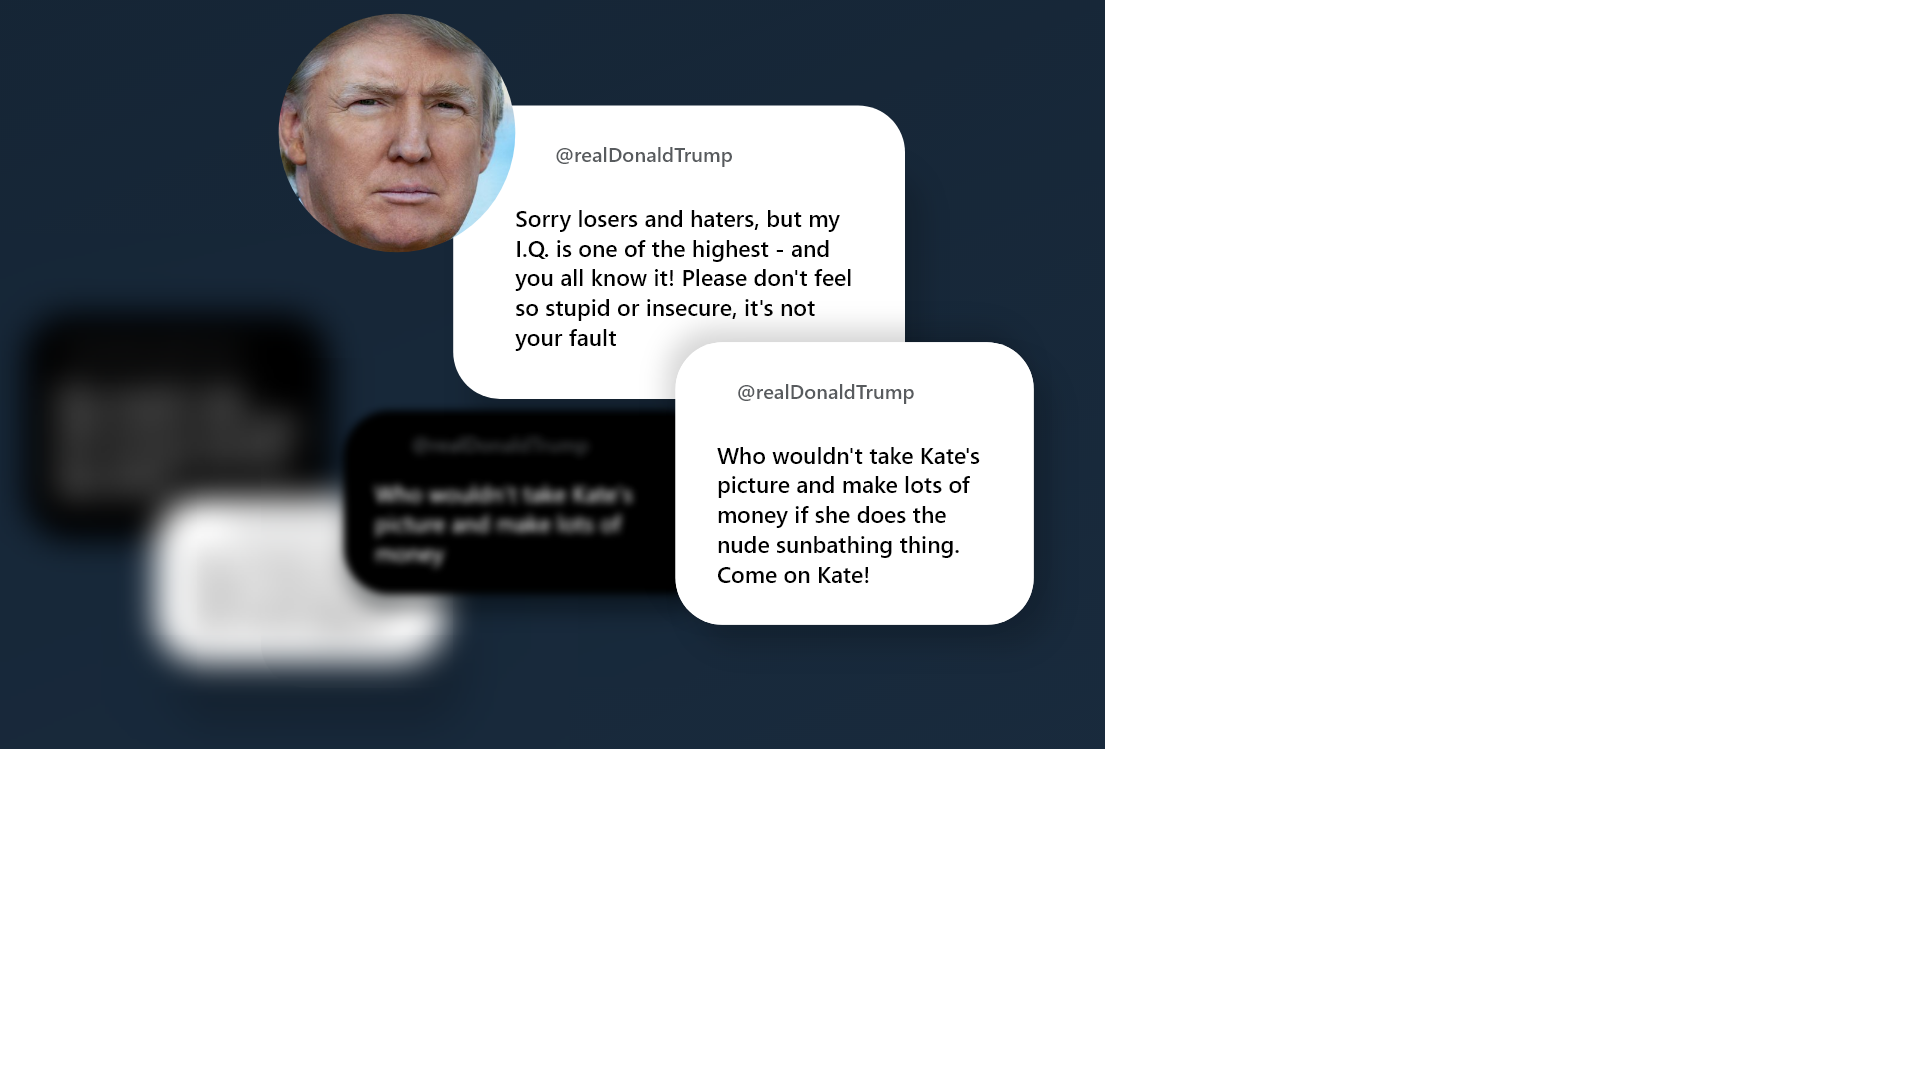 @realDonaldTrump
Sorry losers and haters, but my
I.Q. is one of the highest - and
you all know it! Please don't feel
so stupid or insecure, it's not
your fault
@realDonaldTrump
Who wouldn't take Kate's
picture and make lots of
money if she does the
nude sunbathing thing.
Come on Kate!
@realDonaldTrump
Who wouldn't take Kate's
picture and make lots of
money